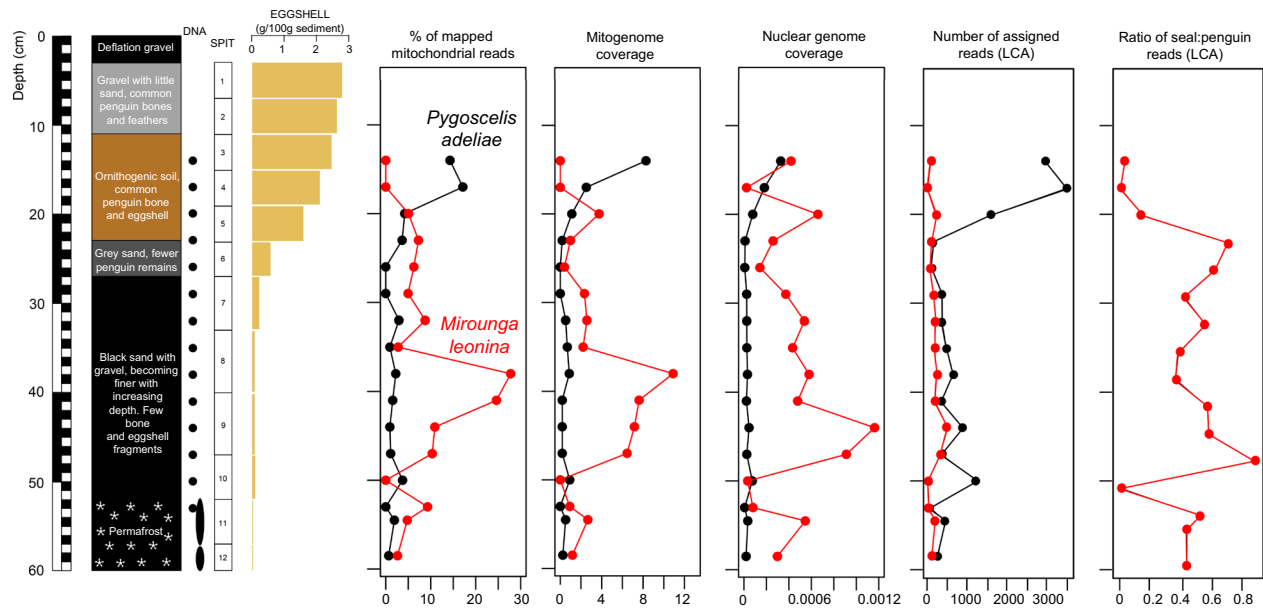 EGGSHELL
(g/100g sediment)
DNA
SPIT
0 1 2 3
% of mapped
mitochondrial reads
Mitogenome
coverage
Nuclear genome
coverage
Number of assigned
reads (LCA)
Ratio of seal:penguin
reads (LCA)
Depth (cm)
0
10
20
30
40
50
60
Deflation gravel
Gravel with little
sand, common
penguin bones
and feathers
Ornithogenic soil,
common
penguin bone
and eggshell
Grey sand, fewer
penguin remains
Black sand with
gravel, becoming
finer with
increasing
depth. Few
bone
and eggshell
fragments
Permafrost
1
2
3
4
5
6
7
8
9
10
11
12
Pygoscelis
adeliae
Mirounga
leonina
0 10 20 30
0 4 8 12
0 0.0006 0.0012
0 1000 3000
0 0.2 0.4 0.6 0.8